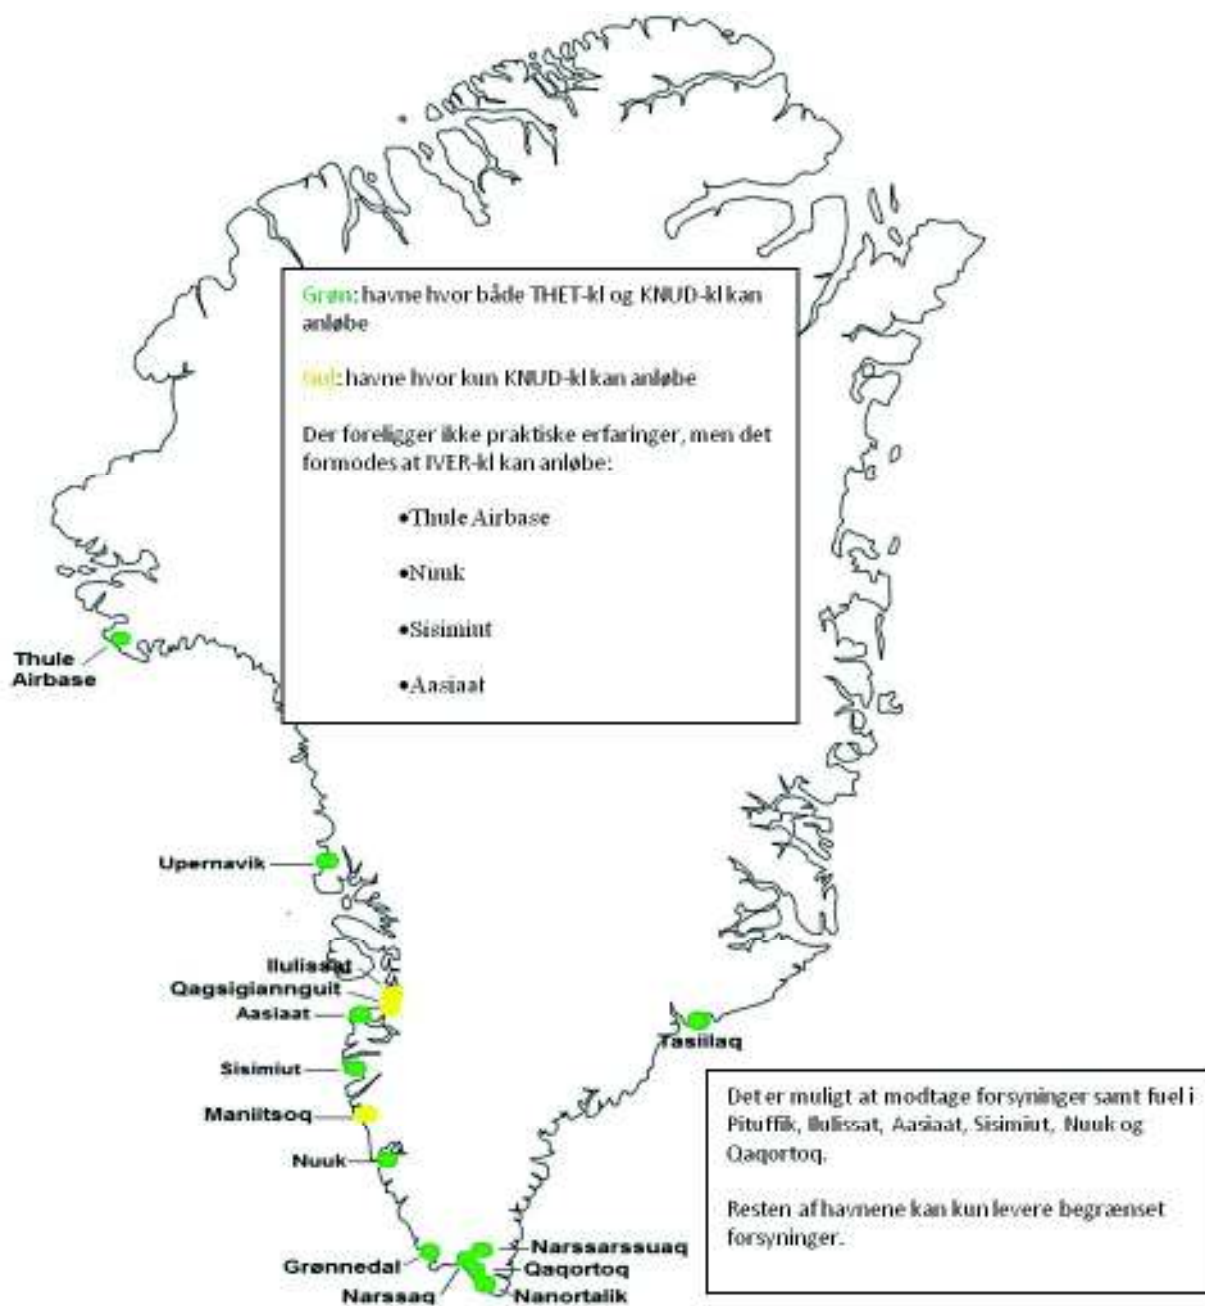 Grøn: havne hvor både THET-kl og KNUD-kl kan
anløbe
Gul: havne hvor kun KNUD-kl kan anløbe
Der foreligger ikke praktiske erfaringer, men det
formodes at IVER-kl kan anløbe:
•Thule Airbase
•Nuuk
•Sisimiut
•Aasiaat
Thule
Airbase
Upernavik
Ilulissat
Qagsigiannguit
Aasiaat
Sisimiut
Maniitsoq
Nuuk
Tasiilaq
Grønnedal
Narssaq
Narssarssuaq
Qaqortoq
Nanortalik
Det er muligt at modtage forsyninger samt fuel i
Pituffik, Ilulissat, Aasiaat, Sisimiut, Nuuk og
Qaqortoq.
Resten af havnene kan kun levere begrænset
forsyninger.